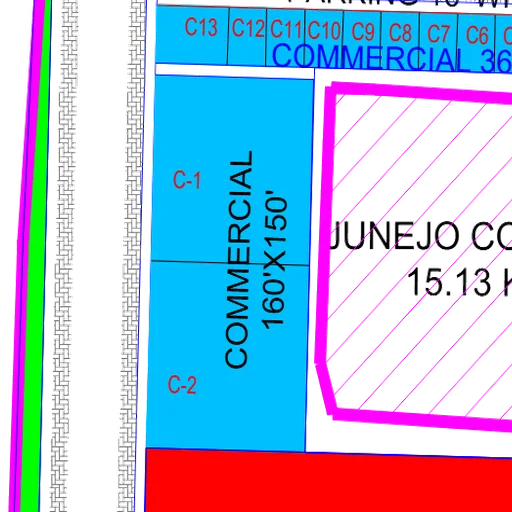 C13 C12 C11 C10 C9 C8 C7 C6
COMMERCIAL 36
C-1
COMMERCIAL
160'X150'
C-2
JUNEJO CO
15.13